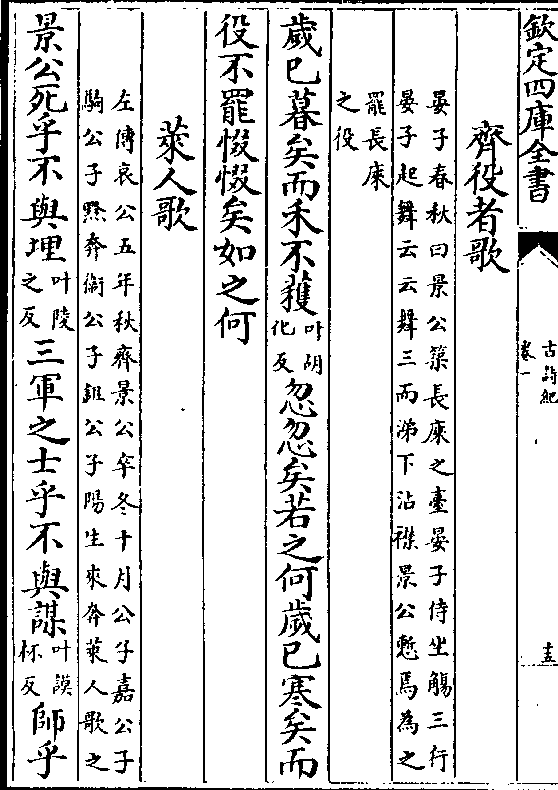 欽定四庫全書
古詩紀
卷一
十五
齊役者歌
晏子春秋曰景公築長庲之臺晏子侍坐觴三行
晏子起舞云云舞三而涕下沾襟景公慙焉為之
罷長庲
之役
歲已暮矣而禾不穫叶胡化反忽忽矣若之何歲已寒矣而
役不罷惙惙矣如之何
萊人歌
左傳哀公五年秋齊景公卒冬十月公子嘉公子
駒公子黔奔衛公子鉏公子陽生來奔萊人歌之
景公死乎不與埋叶陵之反三軍之士乎不與謀叶謨杯反師乎